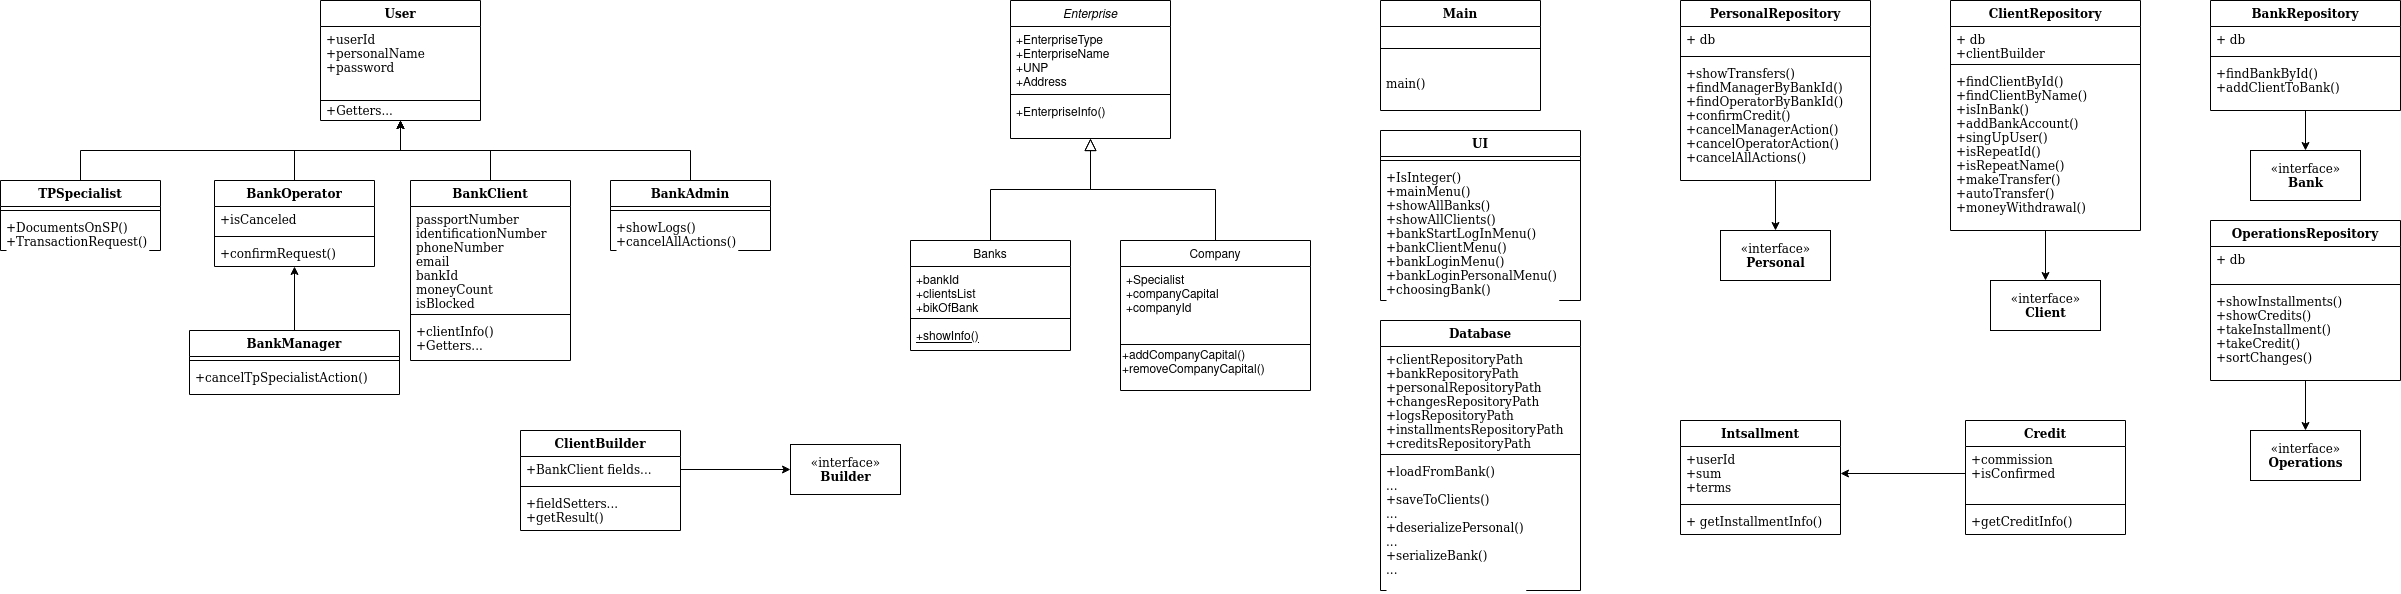 User
+userId
+personalName
+password
+Getters...
TPSpecialist
+DocumentsOnSP()
+TransactionRequest()
BankOperator
+isCanceled
+confirmRequest()
BankClient
passportNumber
identificationNumber
phoneNumber
email
bankId
moneyCount
isBlocked
+clientInfo()
+Getters...
BankAdmin
+showLogs()
+cancelAllActions()
BankManager
+cancelTpSpecialistAction()
ClientBuilder
+BankClient fields...
+fieldSetters...
+getResult()
«interface»
Builder
Enterprise
+EnterpriseType
+EnterpriseName
+UNP
+Address
+EnterpriseInfo()
Banks
+bankId
+clientsList
+bikOfBank
+showInfo()
Company
+Specialist
+companyCapital
+companyId
+addCompanyCapital()
+removeCompanyCapital()
Main
main()
UI
+IsInteger()
+mainMenu()
+showAllBanks()
+showAllClients()
+bankStartLogInMenu()
+bankClientMenu()
+bankLoginMenu()
+bankLoginPersonalMenu()
+choosingBank()
Database
+clientRepositoryPath
+bankRepositoryPath
+personalRepositoryPath
+changesRepositoryPath
+logsRepositoryPath
+installmentsRepositoryPath
+creditsRepositoryPath
+loadFromBank()
...
+saveToClients()
...
+deserializePersonal()
...
+serializeBank()
...
PersonalRepository
+ db
+showTransfers()
+findManagerByBankId()
+findOperatorByBankId()
+confirmCredit()
+cancelManagerAction()
+cancelOperatorAction()
+cancelAllActions()
«interface»
Personal
ClientRepository
+ db
+clientBuilder
+findClientById()
+findClientByName()
+isInBank()
+addBankAccount()
+singUpUser()
+isRepeatId()
+isRepeatName()
+makeTransfer()
+autoTransfer()
+moneyWithdrawal()
«interface»
Client
BankRepository
+ db
+findBankById()
+addClientToBank()
«interface»
Bank
OperationsRepository
+ db
+showInstallments()
+showCredits()
+takeInstallment()
+takeCredit()
+sortChanges()
«interface»
Operations
Intsallment
+userId
+sum
+terms
+ getInstallmentInfo()
Credit
+commission
+isConfirmed
+getCreditInfo()